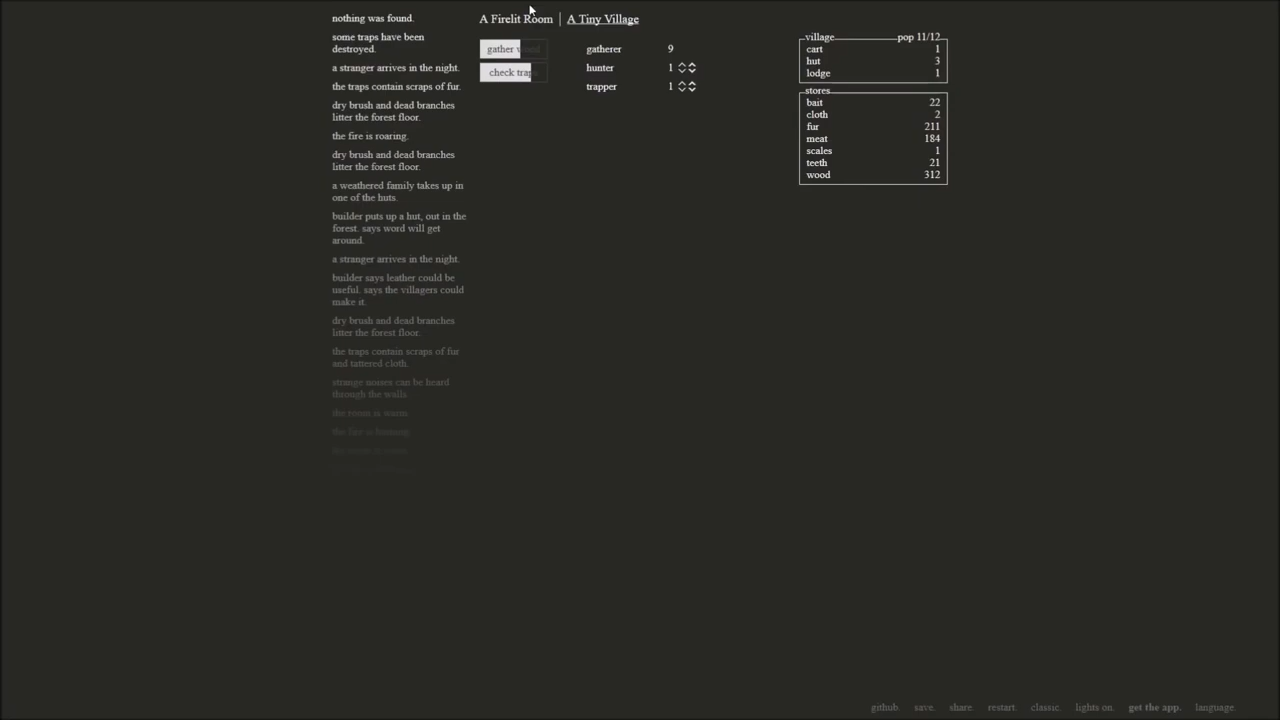 nothing was found.
some traps have been
destroyed.
a stranger arrives in the night.
the traps contain scraps of fur.
dry brush and dead branches
litter the forest floor.
the fire is roaring.
dry brush and dead branches
litter the forest floor.
a weathered family takes up in
one of the huts.
builder puts up a hut, out in the
forest. says word will get
around.
a stranger arrives in the night.
builder says leather could be
useful. says the villagers could
make it.
dry brush and dead branches
litter the forest floor.
the traps contain scraps of fur
and tattered cloth.
strange noises can be heard
through the walls.
the room is warm.
the fire is burning.
A Firelit Room | A Tiny Village
gather wood
check traps
gatherer 9
hunter 1
trapper 1
village pop 11/12
cart 1
hut 3
lodge 1
stores
bait 22
cloth 2
fur 211
meat 184
scales 1
teeth 21
wood 312
github. save. share. restart. classic. lights on. get the app. language.